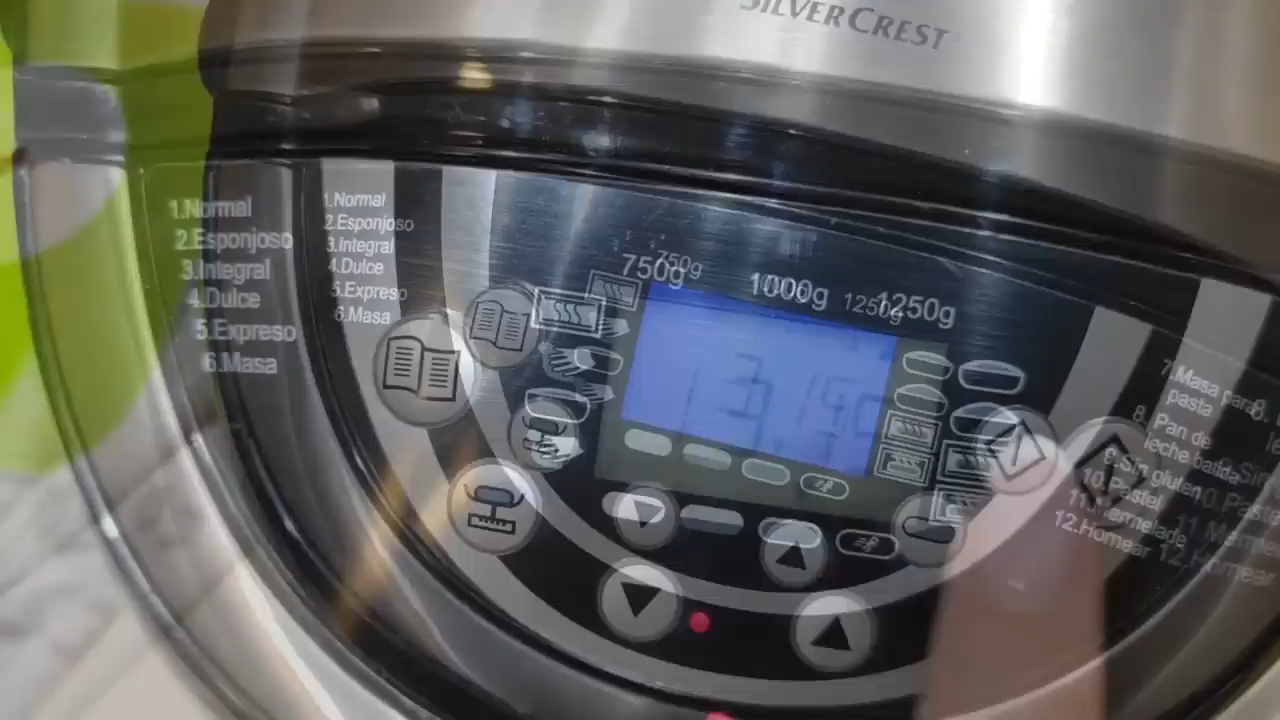 SILVERCREST
1.Normal
2.Esponjoso
3.Integral
4.Dulce
5.Expreso
6.Masa
1.Normal
2.Esponjoso
3.Integral
4.Dulce
5.Expreso
6.Masa
750g
1000g
1250g
750g
1250g
7.Masa para
pasta
8. Pan de
leche batida
9.Sin gluten
10.Pastel
11.Mermelada
12.Hornear